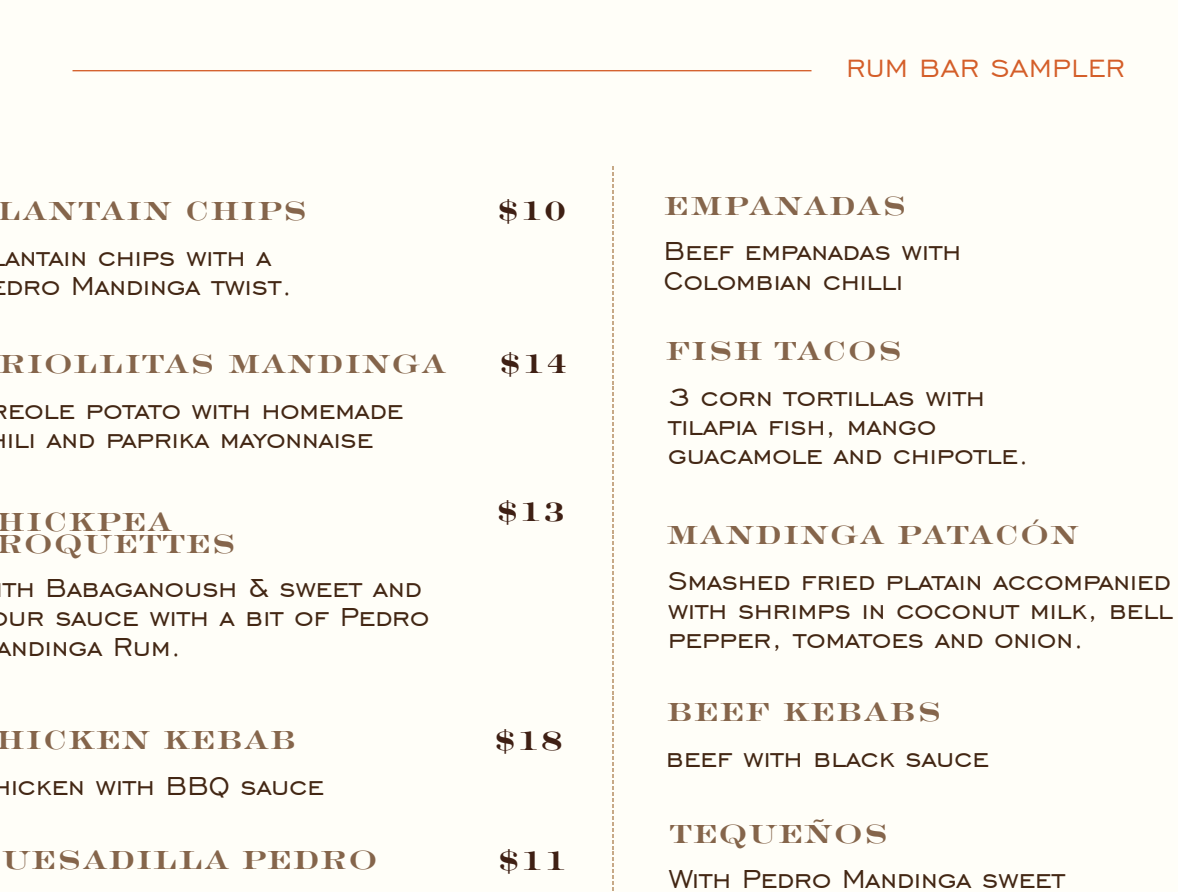 RUM BAR SAMPLER
LANTAIN CHIPS $10
LANTAIN CHIPS WITH A
EDRO MANDINGA TWIST.
RIOLLITAS MANDINGA $14
REOLE POTATO WITH HOMEMADE
HILI AND PAPRIKA MAYONNAISE
HICKPEA $13
ROQUETTES
ITH BABAGANOUSH & SWEET AND
OUR SAUCE WITH A BIT OF PEDRO
ANDINGA RUM.
HICKEN KEBAB $18
HICKEN WITH BBQ SAUCE
UESADILLA PEDRO $11
EMPANADAS
BEEF EMPANADAS WITH
COLOMBIAN CHILLI
FISH TACOS
3 CORN TORTILLAS WITH
TILAPIA FISH, MANGO
GUACAMOLE AND CHIPOTLE.
MANDINGA PATACÓN
SMASHED FRIED PLATAIN ACCOMPANIED
WITH SHRIMPS IN COCONUT MILK, BELL
PEPPER, TOMATOES AND ONION.
BEEF KEBABS
BEEF WITH BLACK SAUCE
TEQUEÑOS
WITH PEDRO MANDINGA SWEET